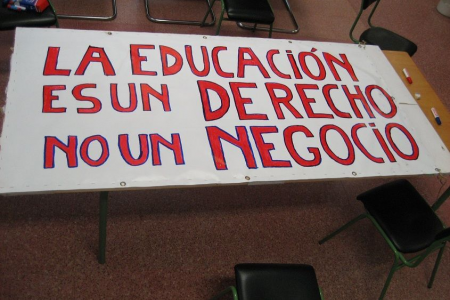 LA EDUCACIÓN
ES UN DERECHO
NO UN NEGOCIO